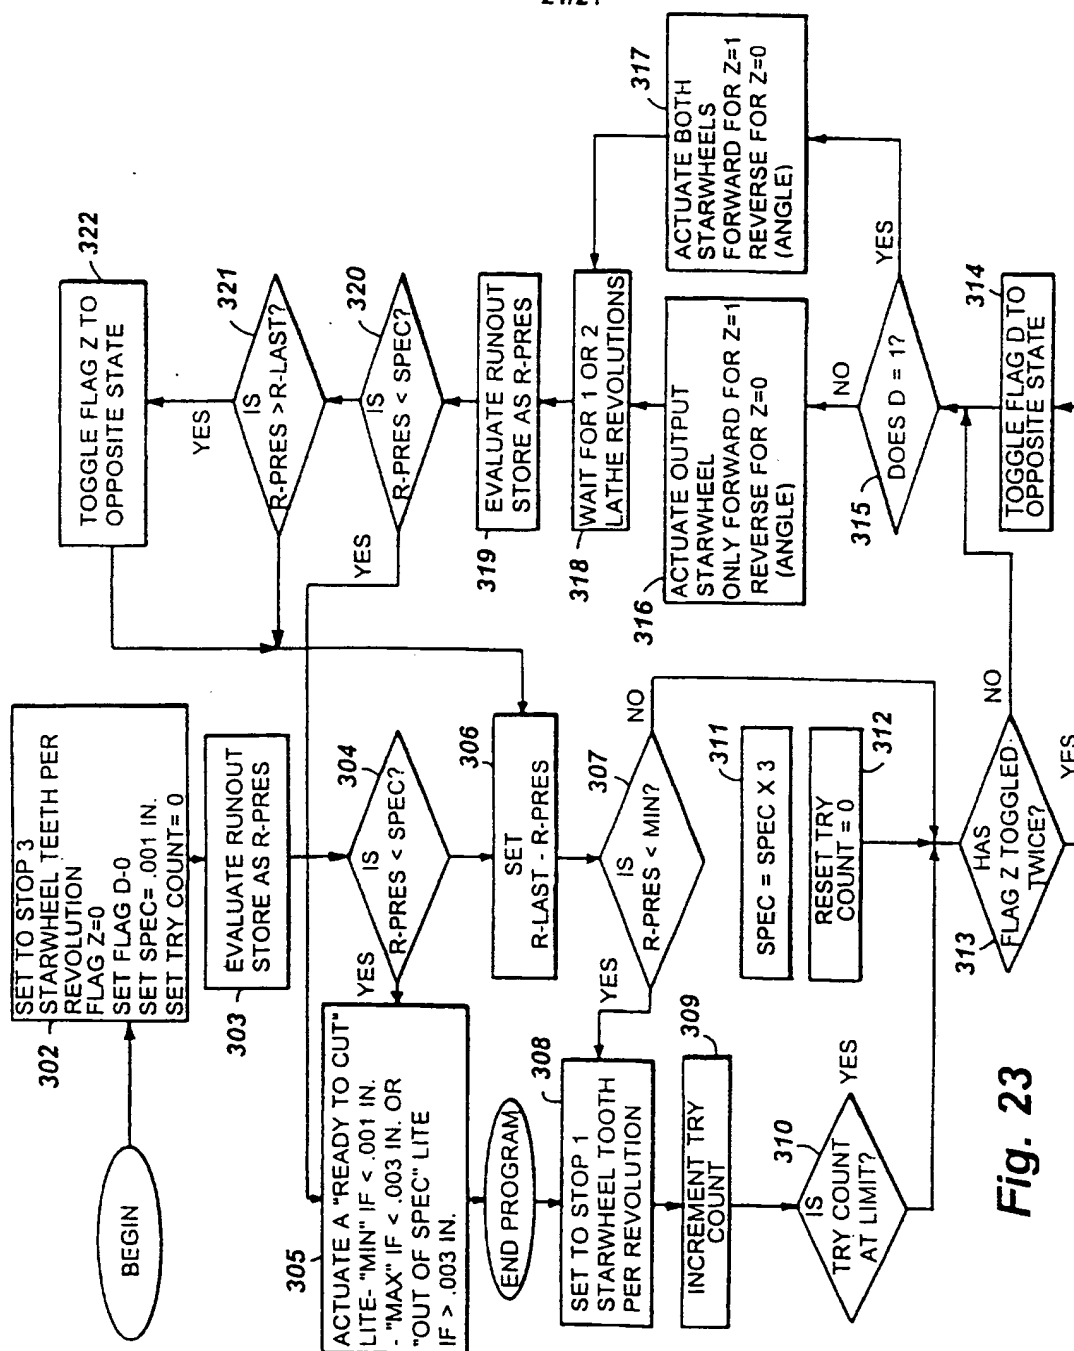 BEGIN
302
SET TO STOP 3
STARWHEEL TEETH PER
REVOLUTION
FLAG Z=0
SET FLAG D-0
SET SPEC= .001 IN.
SET TRY COUNT= 0
303
EVALUATE RUNOUT
STORE AS R-PRES
304
IS
R-PRES < SPEC?
YES
305
ACTUATE A "READY TO CUT"
LITE- "MIN" IF < .001 IN.
- "MAX" IF < .003 IN. OR
"OUT OF SPEC" LITE
IF > .003 IN.
END PROGRAM
306
SET
R-LAST - R-PRES
307
IS
R-PRES < MIN?
YES
NO
308
SET TO STOP 1
STARWHEEL TOOTH
PER REVOLUTION
309
INCREMENT TRY
COUNT
310
IS
TRY COUNT
AT LIMIT?
YES
311
SPEC = SPEC X 3
312
RESET TRY
COUNT = 0
313
HAS
FLAG Z TOGGLED
TWICE?
NO
YES
314
TOGGLE FLAG D TO
OPPOSITE STATE
315
DOES D = 1?
NO
YES
316
ACTUATE OUTPUT
STARWHEEL
ONLY FORWARD FOR Z=1
REVERSE FOR Z=0
(ANGLE)
317
ACTUATE BOTH
STARWHEELS
FORWARD FOR Z=1
REVERSE FOR Z=0
(ANGLE)
318
WAIT FOR 1 OR 2
LATHE REVOLUTIONS
319
EVALUATE RUNOUT
STORE AS R-PRES
320
IS
R-PRES < SPEC?
YES
321
IS
R-PRES > R-LAST?
YES
322
TOGGLE FLAG Z TO
OPPOSITE STATE
Fig. 23